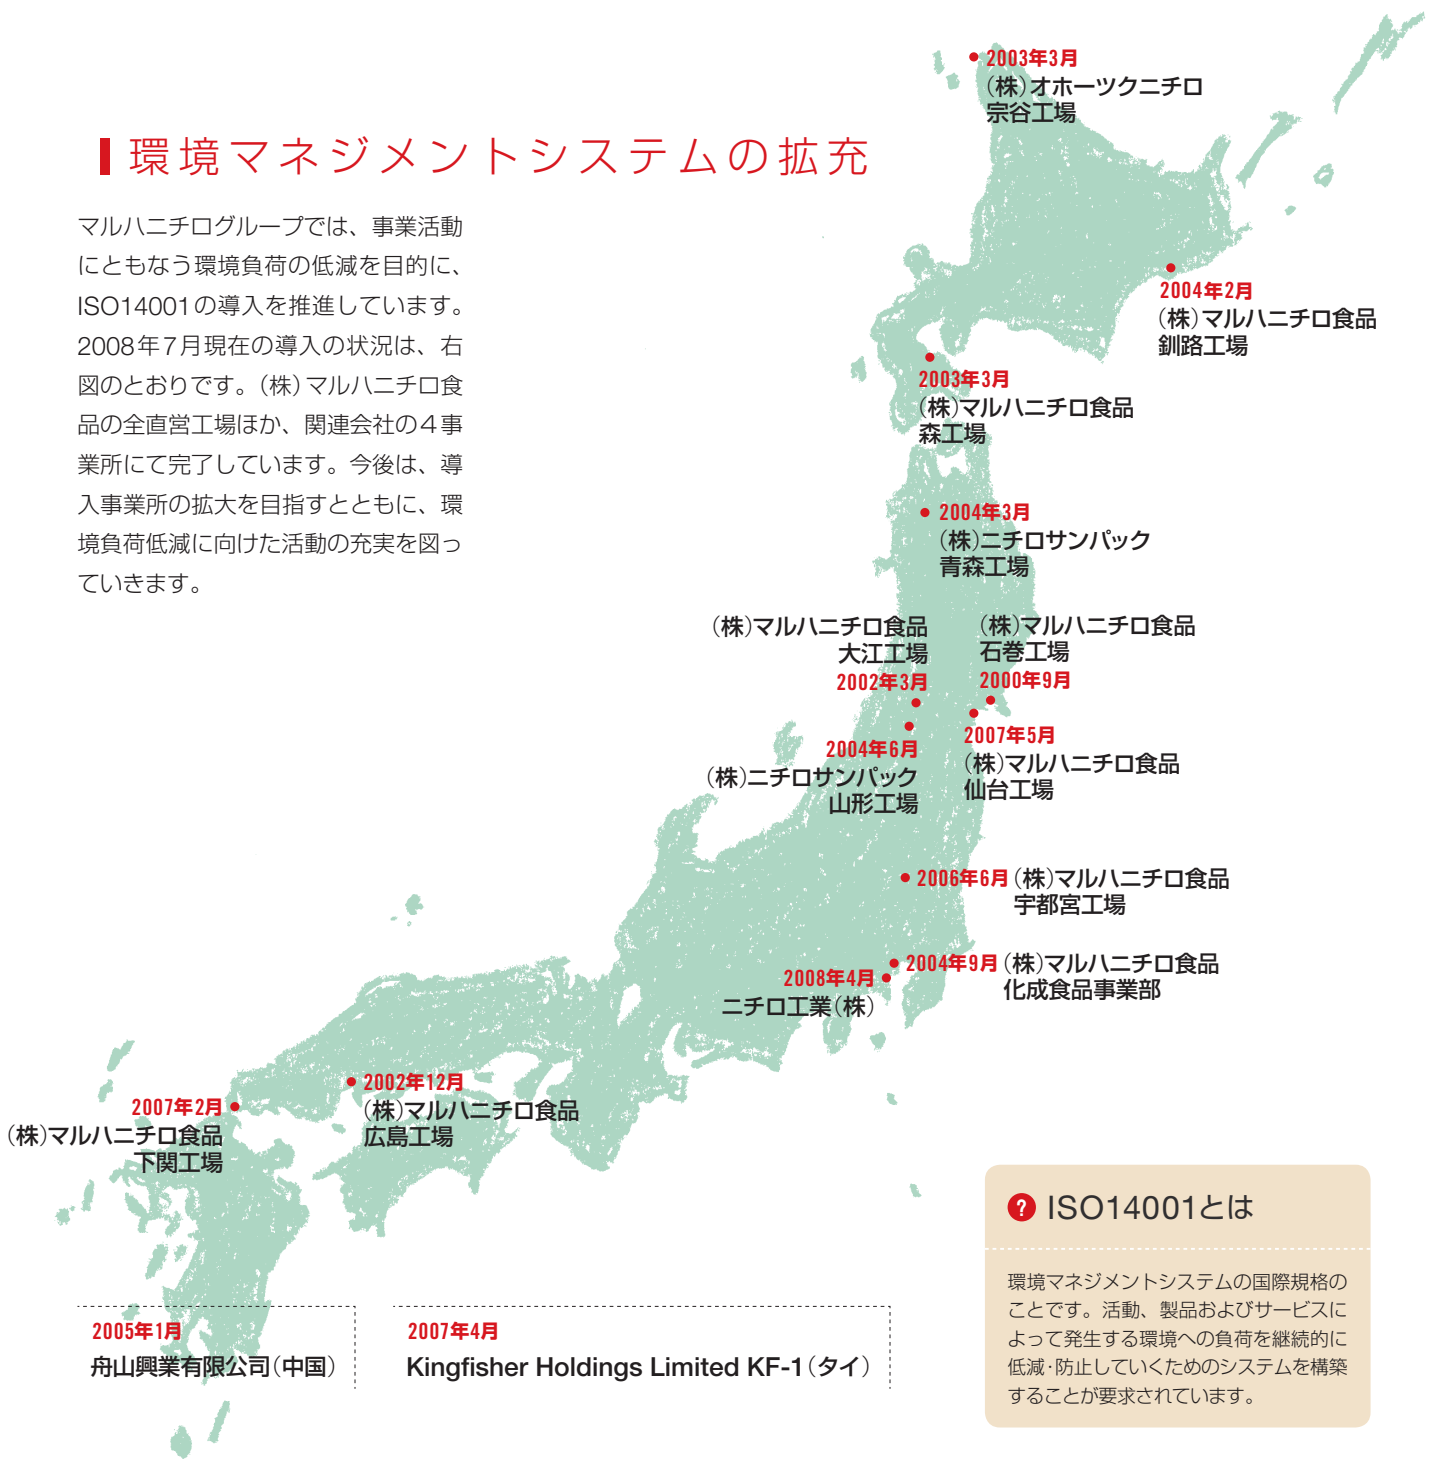 環境マネジメントシステムの拡充
マルハニチログループでは、事業活動
にともなう環境負荷の低減を目的に、
ISO14001の導入を推進しています。
2008年7月現在の導入の状況は、右
図のとおりです。（株）マルハニチロ食
品の全直営工場ほか、関連会社の4事
業所にて完了しています。今後は、導
入事業所の拡大を目指すとともに、環
境負荷低減に向けた活動の充実を図っ
ていきます。
2003年3月
（株）オホーツクニチロ
宗谷工場
2004年2月
（株）マルハニチロ食品
釧路工場
2003年3月
（株）マルハニチロ食品
森工場
2004年3月
（株）ニチロサンパック
青森工場
（株）マルハニチロ食品
大江工場
2002年3月
（株）マルハニチロ食品
石巻工場
2000年9月
2004年6月
（株）ニチロサンパック
山形工場
2007年5月
（株）マルハニチロ食品
仙台工場
2006年6月（株）マルハニチロ食品
宇都宮工場
2004年9月（株）マルハニチロ食品
化成食品事業部
2008年4月
ニチロ工業（株）
2002年12月
（株）マルハニチロ食品
広島工場
2007年2月
（株）マルハニチロ食品
下関工場
2005年1月
舟山興業有限公司（中国）
2007年4月
Kingfisher Holdings Limited KF-1（タイ）
? ISO14001とは
環境マネジメントシステムの国際規格の
ことです。活動、製品およびサービスに
よって発生する環境への負荷を継続的に
低減・防止していくためのシステムを構築
することが要求されています。